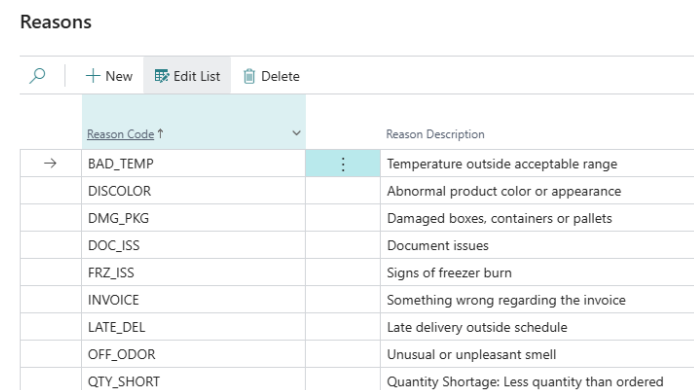 Reasons
New Edit List Delete
Reason Code ↑ Reason Description
BAD_TEMP Temperature outside acceptable range
DISCOLOR Abnormal product color or appearance
DMG_PKG Damaged boxes, containers or pallets
DOC_ISS Document issues
FRZ_ISS Signs of freezer burn
INVOICE Something wrong regarding the invoice
LATE_DEL Late delivery outside schedule
OFF_ODOR Unusual or unpleasant smell
QTY_SHORT Quantity Shortage: Less quantity than ordered